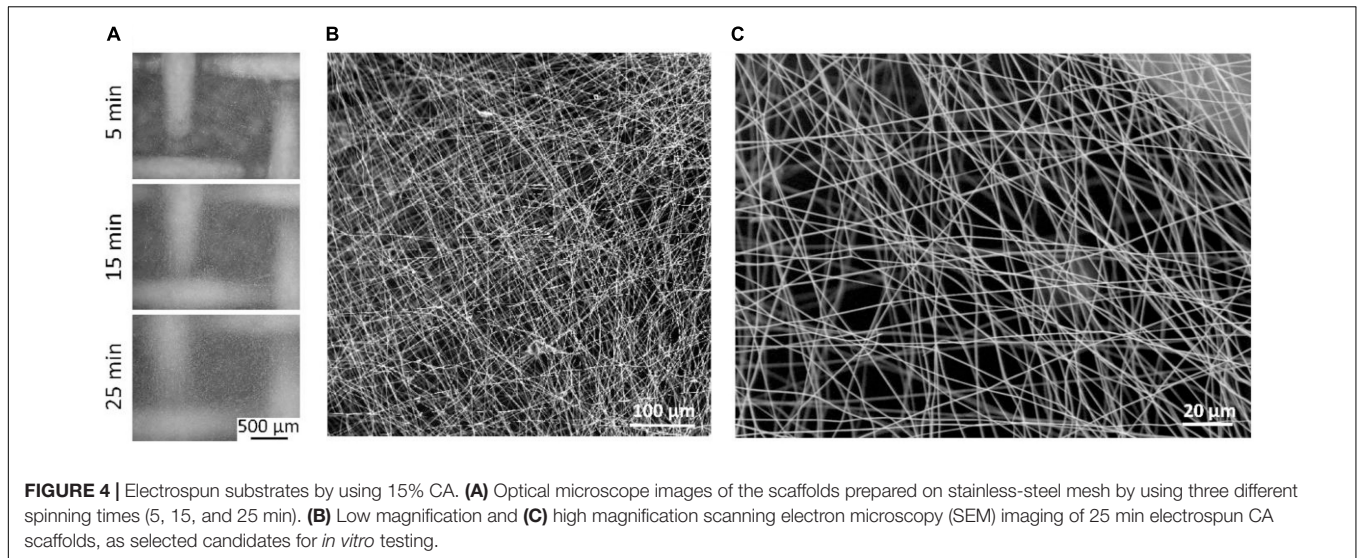 A
B
C
5 min
15 min
25 min
500 µm
100 µm
20 µm
FIGURE 4 | Electrospun substrates by using 15% CA. (A) Optical microscope images of the scaffolds prepared on stainless-steel mesh by using three different
spinning times (5, 15, and 25 min). (B) Low magnification and (C) high magnification scanning electron microscopy (SEM) imaging of 25 min electrospun CA
scaffolds, as selected candidates for in vitro testing.